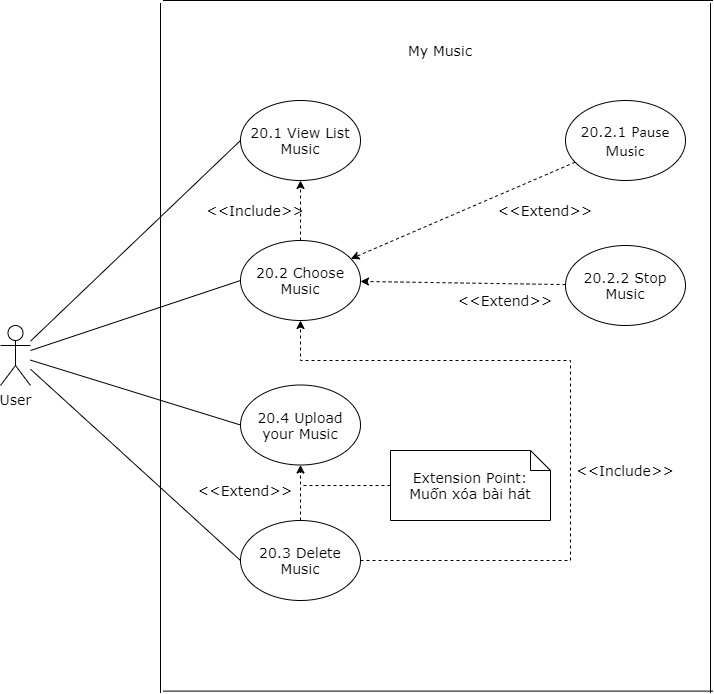 My Music
20.1 View List
Music
20.2.1 Pause
Music
<<Include>>
<<Extend>>
20.2 Choose
Music
20.2.2 Stop
Music
<<Extend>>
User
20.4 Upload
your Music
<<Extend>>
Extension Point:
Muốn xóa bài hát
<<Include>>
20.3 Delete
Music